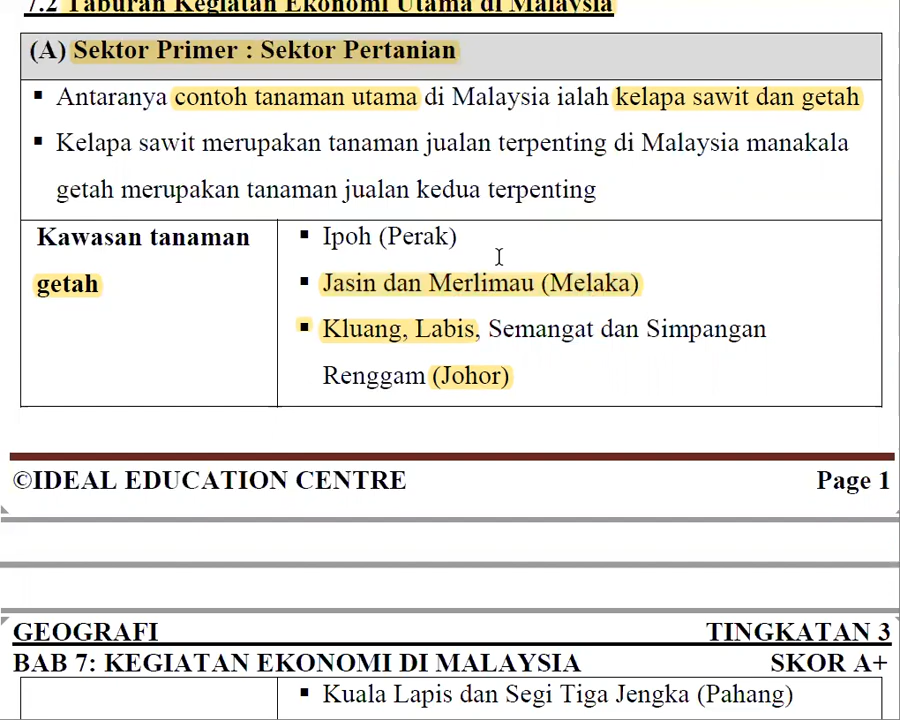 7.2 Taburan Kegiatan Ekonomi Utama di Malaysia
(A) Sektor Primer : Sektor Pertanian
▪ Antaranya contoh tanaman utama di Malaysia ialah kelapa sawit dan getah
▪ Kelapa sawit merupakan tanaman jualan terpenting di Malaysia manakala
getah merupakan tanaman jualan kedua terpenting
Kawasan tanaman
getah
▪ Ipoh (Perak)
▪ Jasin dan Merlimau (Melaka)
▪ Kluang, Labis, Semangat dan Simpangan
Renggam (Johor)
©IDEAL EDUCATION CENTRE Page 1
GEOGRAFI TINGKATAN 3
BAB 7: KEGIATAN EKONOMI DI MALAYSIA SKOR A+
▪ Kuala Lapis dan Segi Tiga Jengka (Pahang)